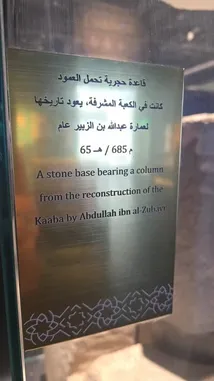 قاعدة حجرية تحمل العمود
كانت في الكعبة المشرفة، يعود تاريخها
لعمارة عبدالله بن الزبير عام
65 هـ / 685 م
A stone base bearing a column
from the reconstruction of the
Kaaba by Abdullah ibn al-Zubayr